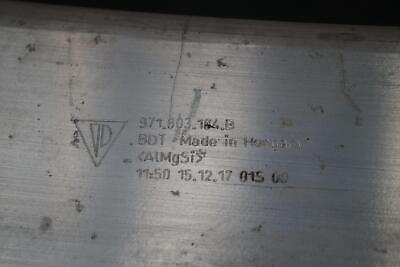 971.803.184.B
BDT Made in Hungary
<AlMgSi>
11:50 15.12.17 015 00